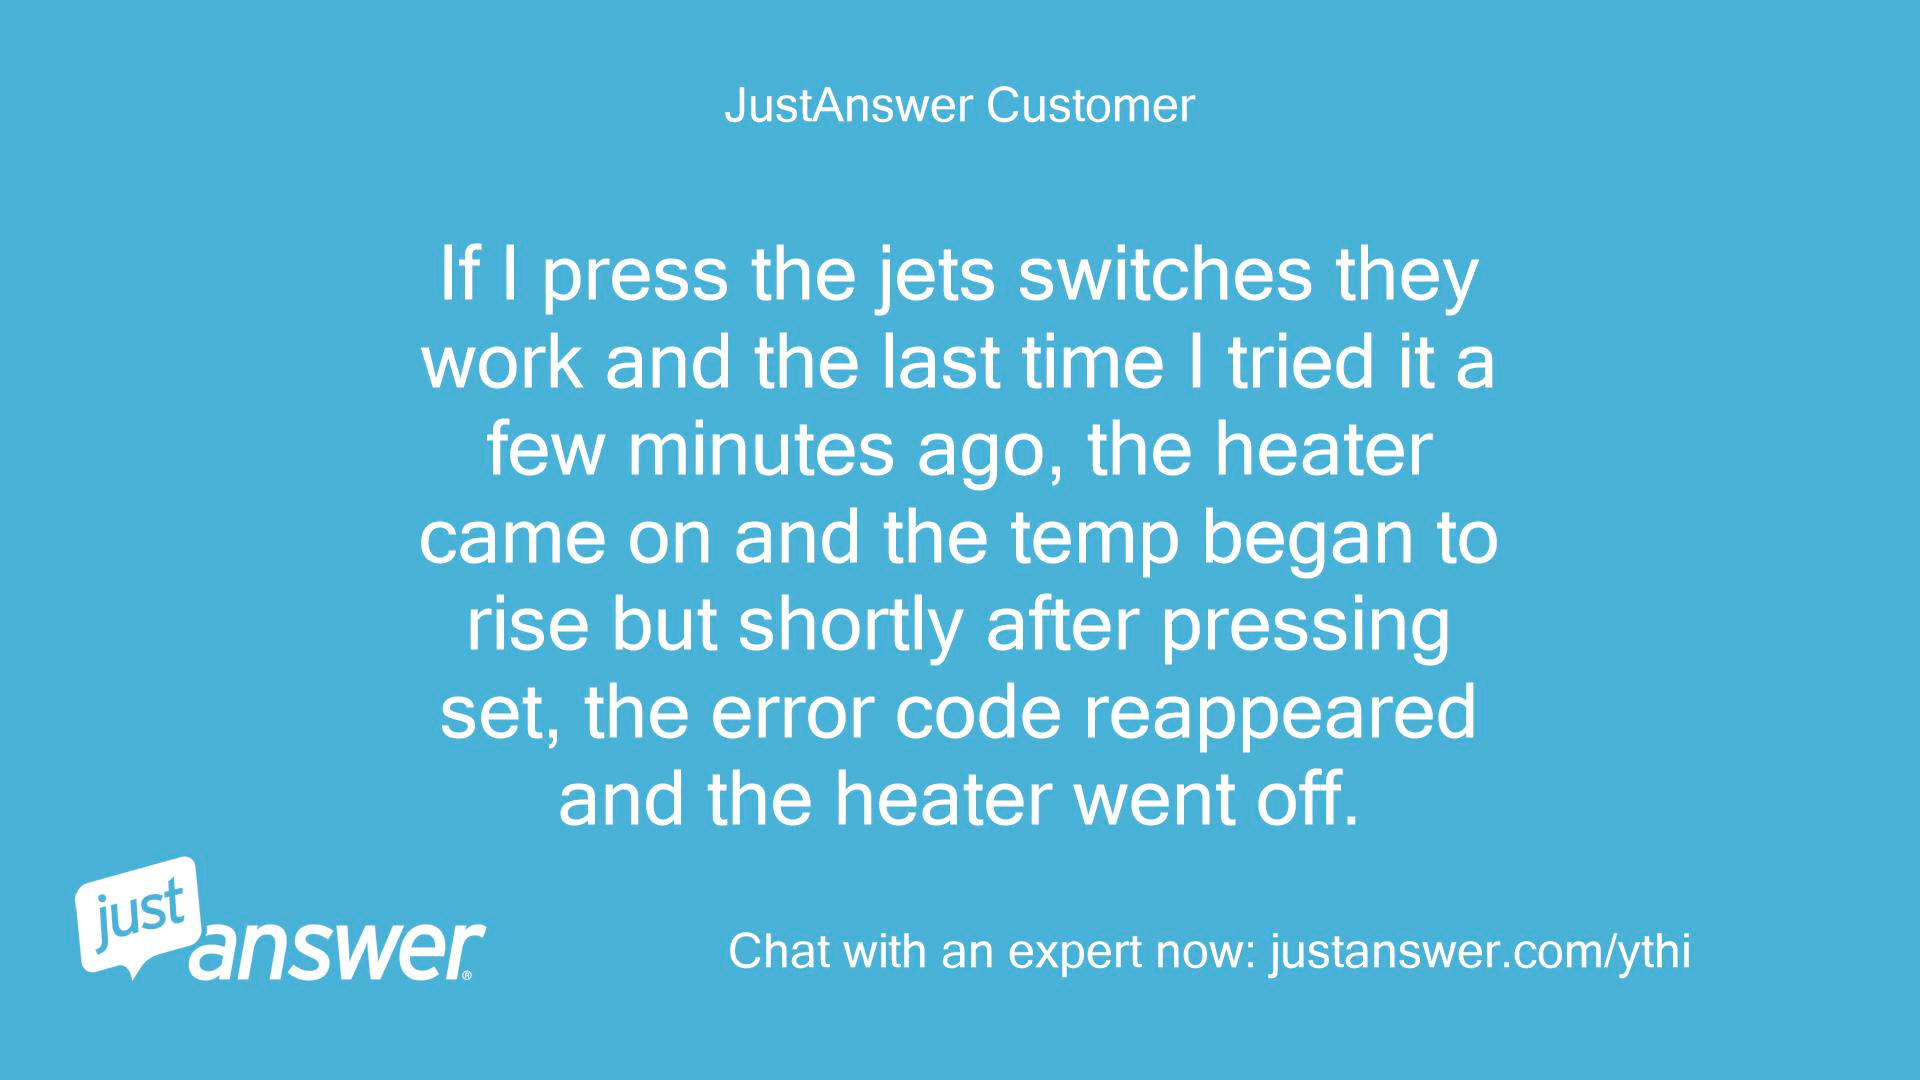 JustAnswer Customer
If I press the jets switches they
work and the last time I tried it a
few minutes ago, the heater
came on and the temp began to
rise but shortly after pressing
set, the error code reappeared
and the heater went off.
just
answer®
Chat with an expert now: justanswer.com/ythi